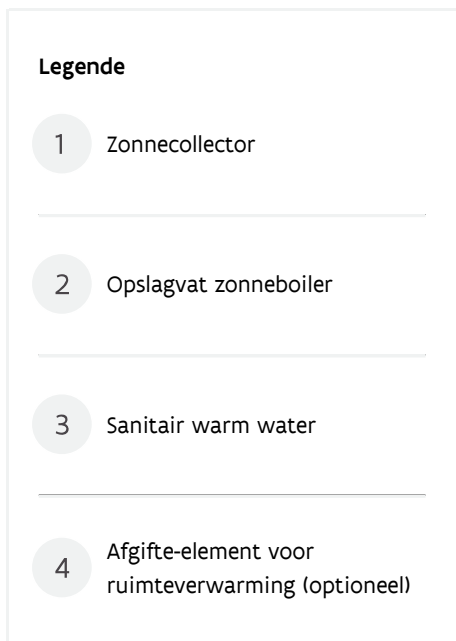 Legende
1 Zonnecollector
2 Opslagvat zonneboiler
3 Sanitair warm water
4 Afgifte-element voor
ruimteverwarming (optioneel)